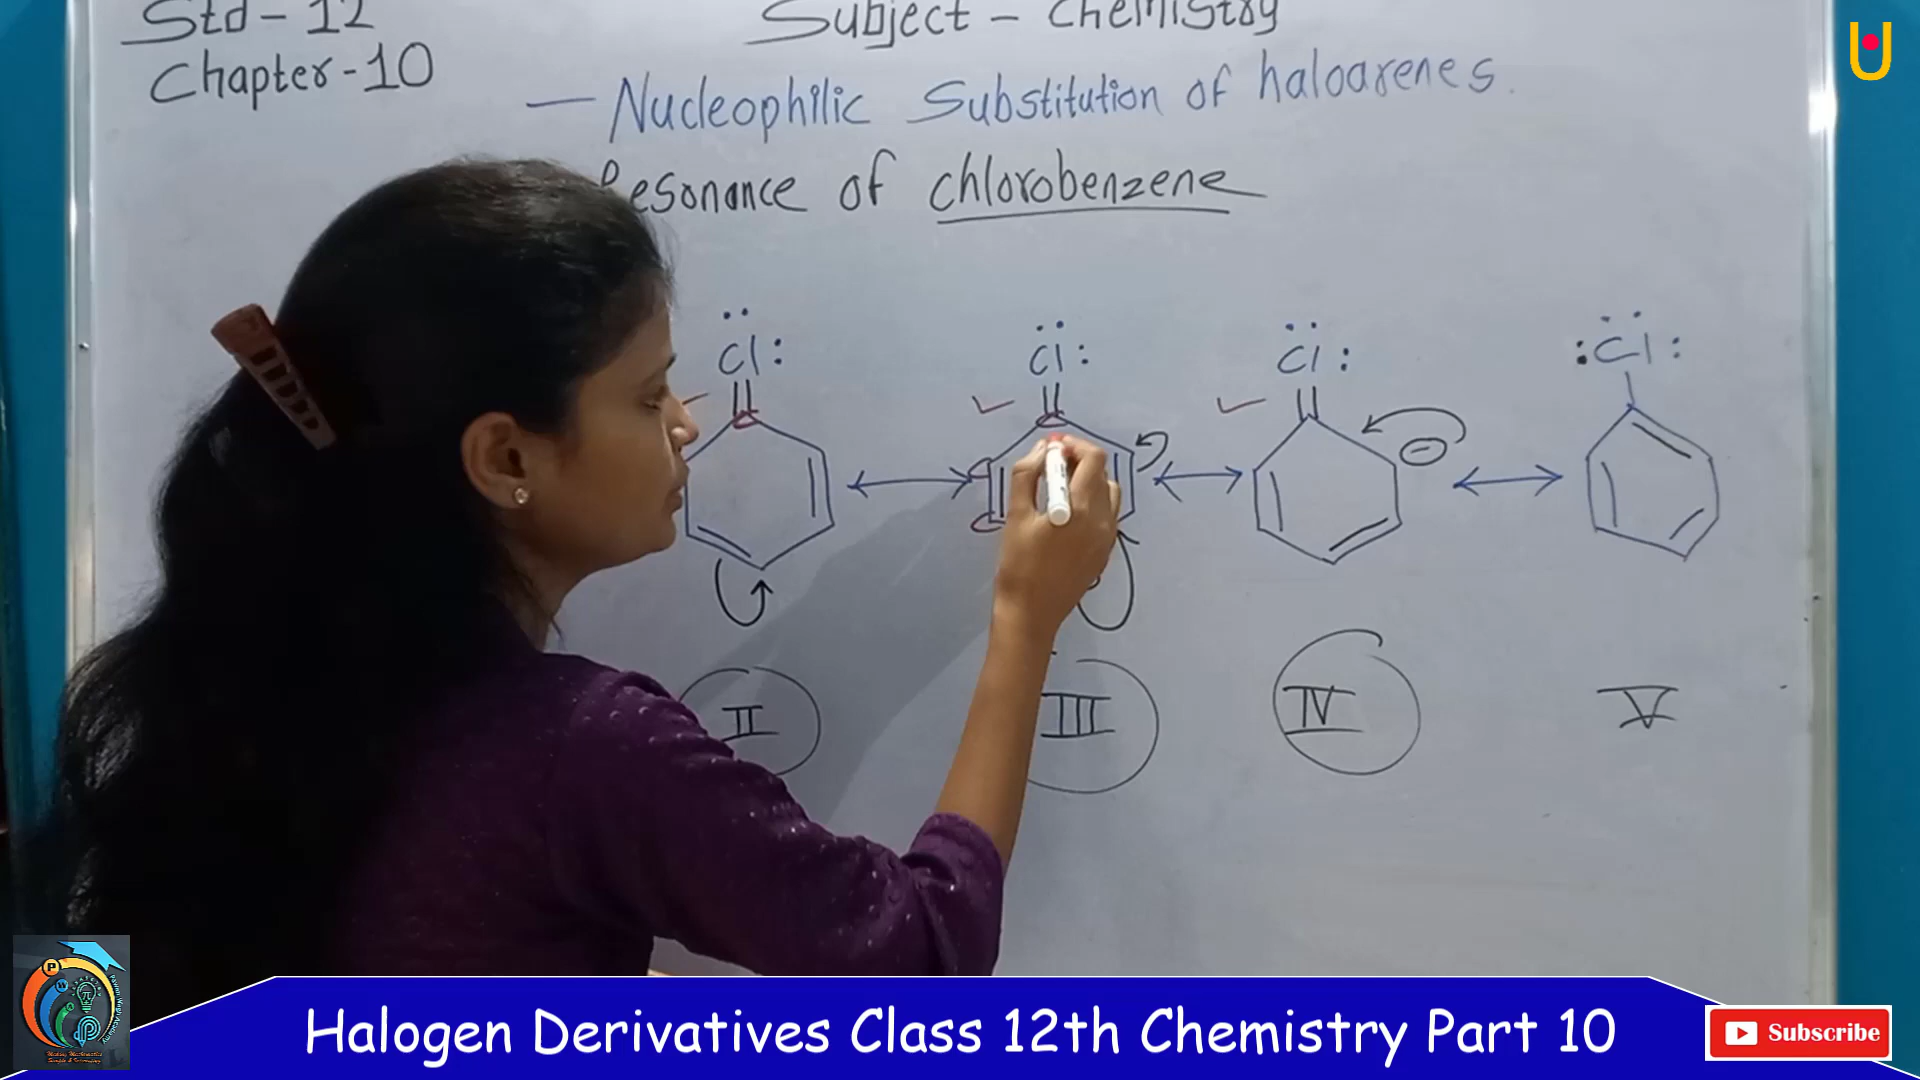 Std - 12
Subject - Chemistry
Chapter - 10
— Nucleophilic Substitution of haloarenes.
Resonance of chlorobenzene
Cl: Cl: Cl: :Cl:
II III IV V
Halogen Derivatives Class 12th Chemistry Part 10
Subscribe